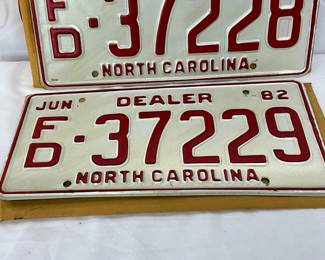 FD-37228
NORTH CAROLINA
JUN DEALER 82
FD-37229
NORTH CAROLINA